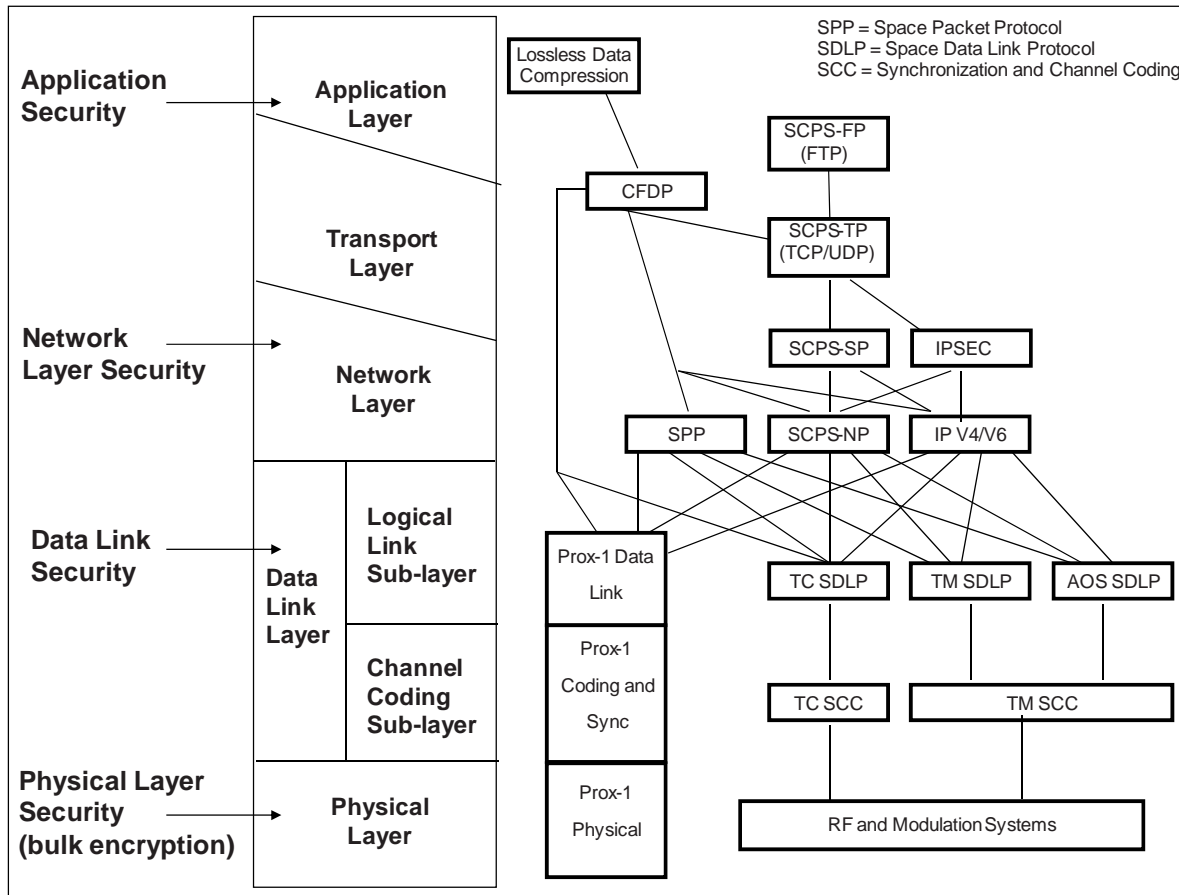 SPP = Space Packet Protocol
SDLP = Space Data Link Protocol
SCC = Synchronization and Channel Coding
Application
Security
Application
Layer
Transport
Layer
Network
Layer Security
Network
Layer
Data Link
Security
Data
Link
Layer
Logical
Link
Sub-layer
Channel
Coding
Sub-layer
Physical Layer
Security
(bulk encryption)
Physical
Layer
Lossless Data
Compression
SCPS-FP
(FTP)
CFDP
SCPS-TP
(TCP/UDP)
SCPS-SP
IPSEC
SPP
SCPS-NP
IP V4/V6
Prox-1 Data
Link
TC SDLP
TM SDLP
AOS SDLP
Prox-1
Coding and
Sync
TC SCC
TM SCC
Prox-1
Physical
RF and Modulation Systems